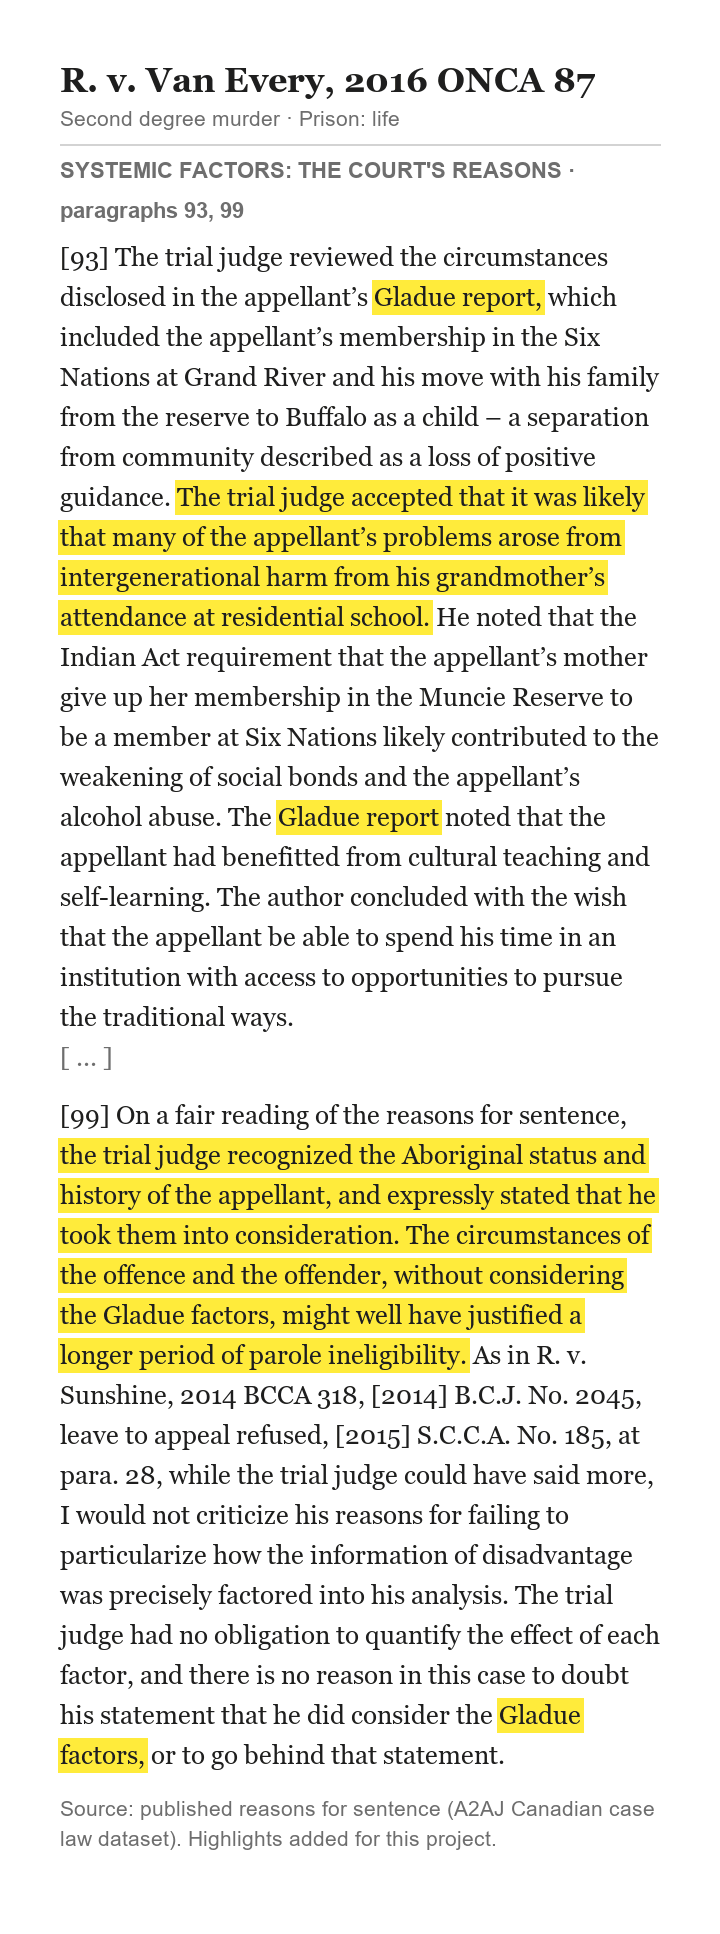 R. v. Van Every, 2016 ONCA 87
Second degree murder · Prison: life
SYSTEMIC FACTORS: THE COURT'S REASONS ·
paragraphs 93, 99
[93] The trial judge reviewed the circumstances
disclosed in the appellant’s Gladue report, which
included the appellant’s membership in the Six
Nations at Grand River and his move with his family
from the reserve to Buffalo as a child – a separation
from community described as a loss of positive
guidance. The trial judge accepted that it was likely
that many of the appellant’s problems arose from
intergenerational harm from his grandmother’s
attendance at residential school. He noted that the
Indian Act requirement that the appellant’s mother
give up her membership in the Muncie Reserve to
be a member at Six Nations likely contributed to the
weakening of social bonds and the appellant’s
alcohol abuse. The Gladue report noted that the
appellant had benefitted from cultural teaching and
self-learning. The author concluded with the wish
that the appellant be able to spend his time in an
institution with access to opportunities to pursue
the traditional ways.
[ ... ]
[99] On a fair reading of the reasons for sentence,
the trial judge recognized the Aboriginal status and
history of the appellant, and expressly stated that he
took them into consideration. The circumstances of
the offence and the offender, without considering
the Gladue factors, might well have justified a
longer period of parole ineligibility. As in R. v.
Sunshine, 2014 BCCA 318, [2014] B.C.J. No. 2045,
leave to appeal refused, [2015] S.C.C.A. No. 185, at
para. 28, while the trial judge could have said more,
I would not criticize his reasons for failing to
particularize how the information of disadvantage
was precisely factored into his analysis. The trial
judge had no obligation to quantify the effect of each
factor, and there is no reason in this case to doubt
his statement that he did consider the Gladue
factors, or to go behind that statement.
Source: published reasons for sentence (A2AJ Canadian case
law dataset). Highlights added for this project.